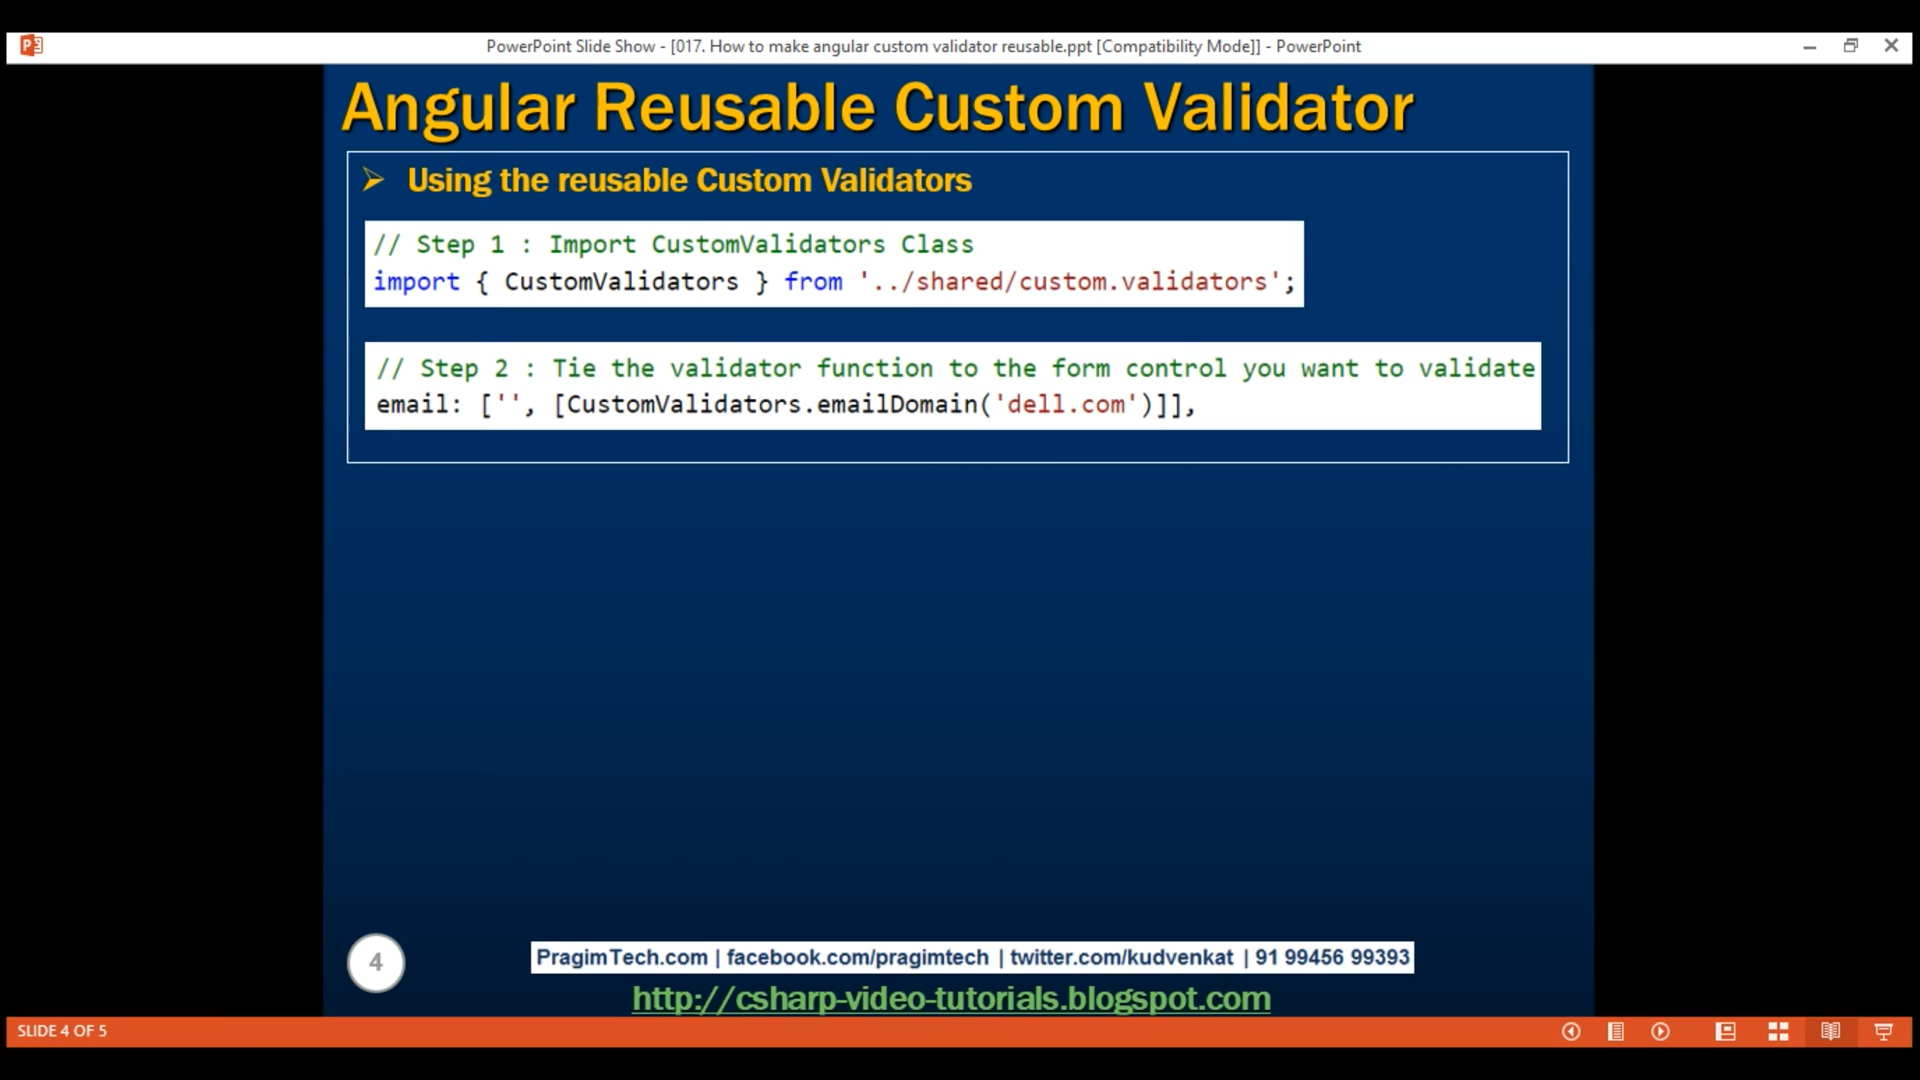 PowerPoint Slide Show - [017. How to make angular custom validator reusable.ppt [Compatibility Mode]] - PowerPoint
Angular Reusable Custom Validator
Using the reusable Custom Validators
// Step 1 : Import CustomValidators Class
import { CustomValidators } from '../shared/custom.validators';
// Step 2 : Tie the validator function to the form control you want to validate
email: ['', [CustomValidators.emailDomain('dell.com')]],
4
PragimTech.com | facebook.com/pragimtech | twitter.com/kudvenkat | 91 99456 99393
http://csharp-video-tutorials.blogspot.com
SLIDE 4 OF 5